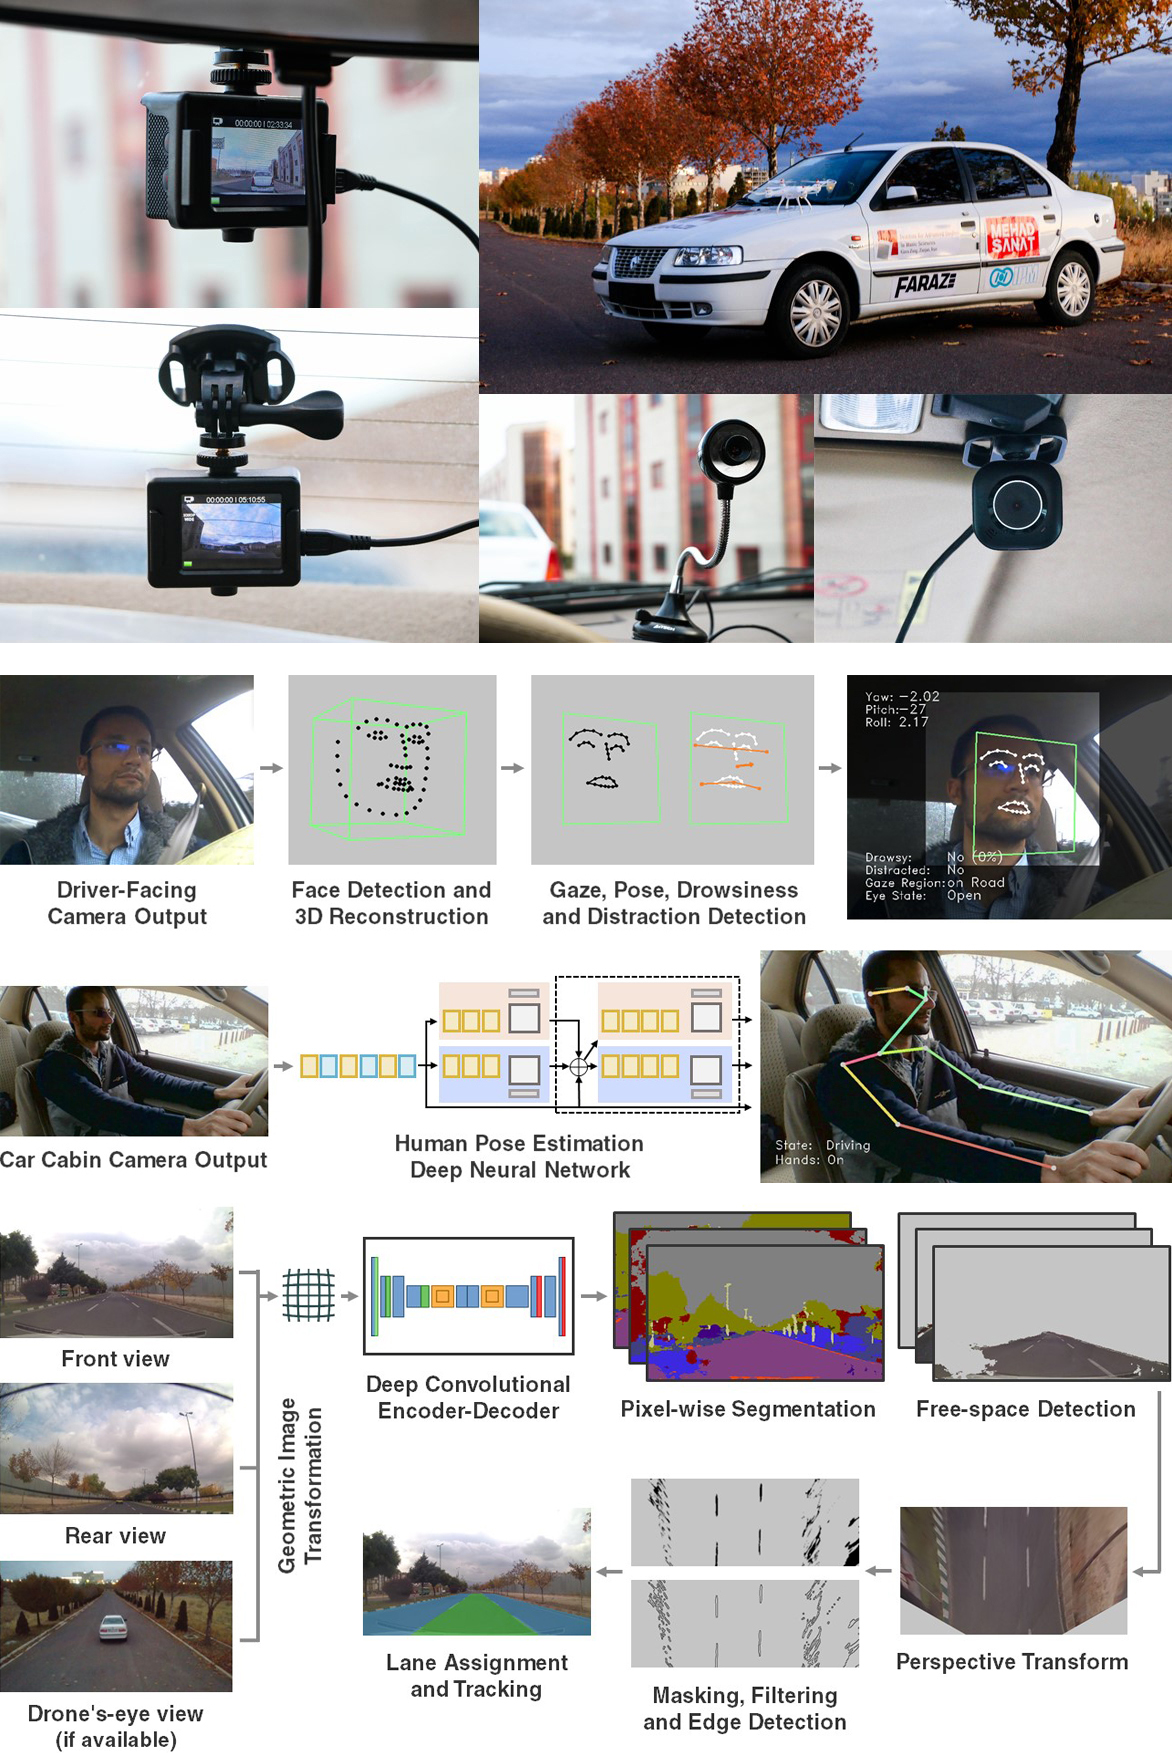 00:00:00 | 02:33:34
MEHAD
SANAT
FARAZ
IPM
00:00:00 | 05:10:55
Yaw: -2.02
Pitch:-27
Roll: 2.17
Drowsy: No (0%)
Distracted: No
Gaze Region:on Road
Eye State: Open
Driver-Facing
Camera Output
Face Detection and
3D Reconstruction
Gaze, Pose, Drowsiness
and Distraction Detection
State: Driving
Hands: On
Car Cabin Camera Output
Human Pose Estimation
Deep Neural Network
Front view
Rear view
Drone's-eye view
(if available)
Geometric Image
Transformation
Deep Convolutional
Encoder-Decoder
Pixel-wise Segmentation
Free-space Detection
Perspective Transform
Masking, Filtering
and Edge Detection
Lane Assignment
and Tracking